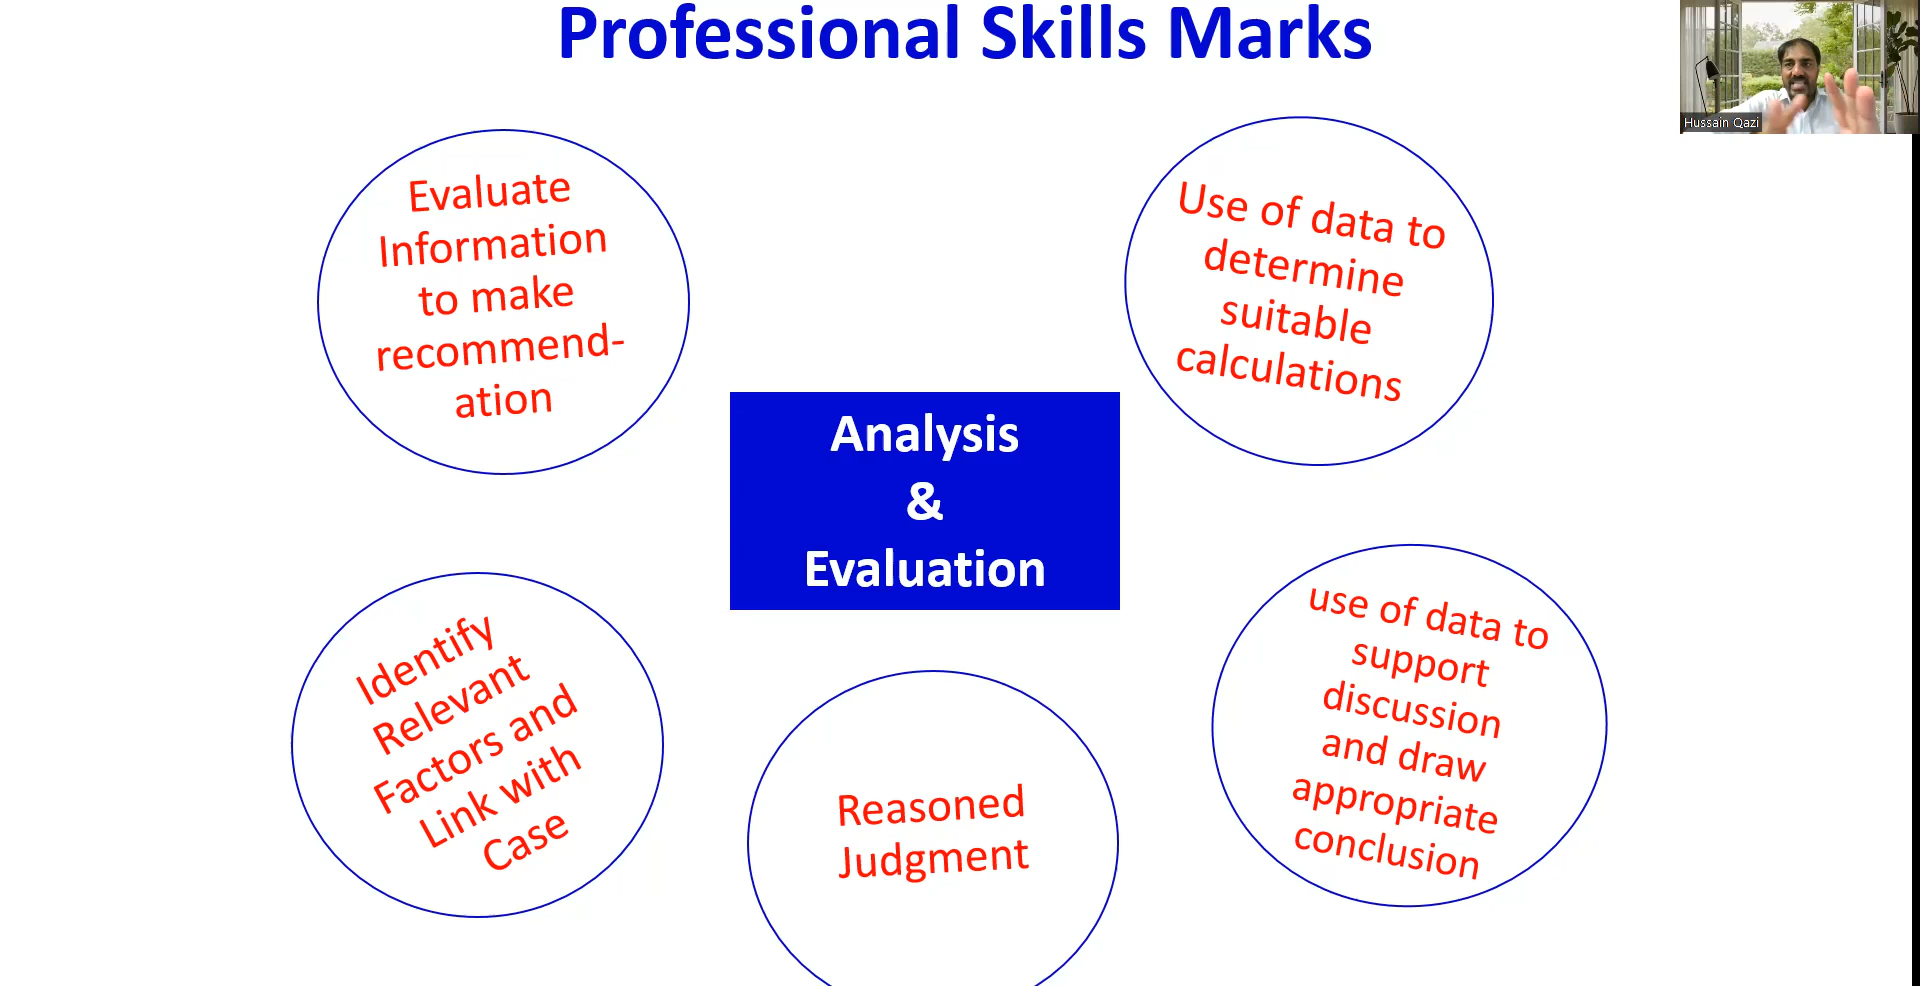 Professional Skills Marks
Hussain Qazi
Evaluate
Information
to make
recommend-
ation
Use of data to
determine
suitable
calculations
Analysis
&
Evaluation
Identify
Relevant
Factors and
Link with
Case
Reasoned
Judgment
use of data to
support
discussion
and draw
appropriate
conclusion